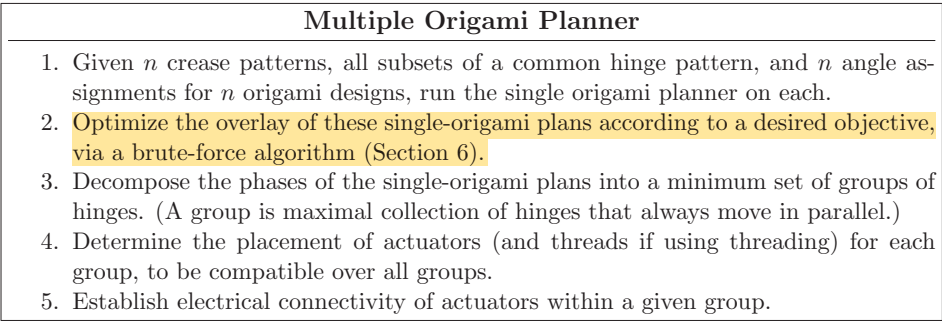 Multiple Origami Planner
1. Given n crease patterns, all subsets of a common hinge pattern, and n angle as-
signments for n origami designs, run the single origami planner on each.
2. Optimize the overlay of these single-origami plans according to a desired objective,
via a brute-force algorithm (Section 6).
3. Decompose the phases of the single-origami plans into a minimum set of groups of
hinges. (A group is maximal collection of hinges that always move in parallel.)
4. Determine the placement of actuators (and threads if using threading) for each
group, to be compatible over all groups.
5. Establish electrical connectivity of actuators within a given group.